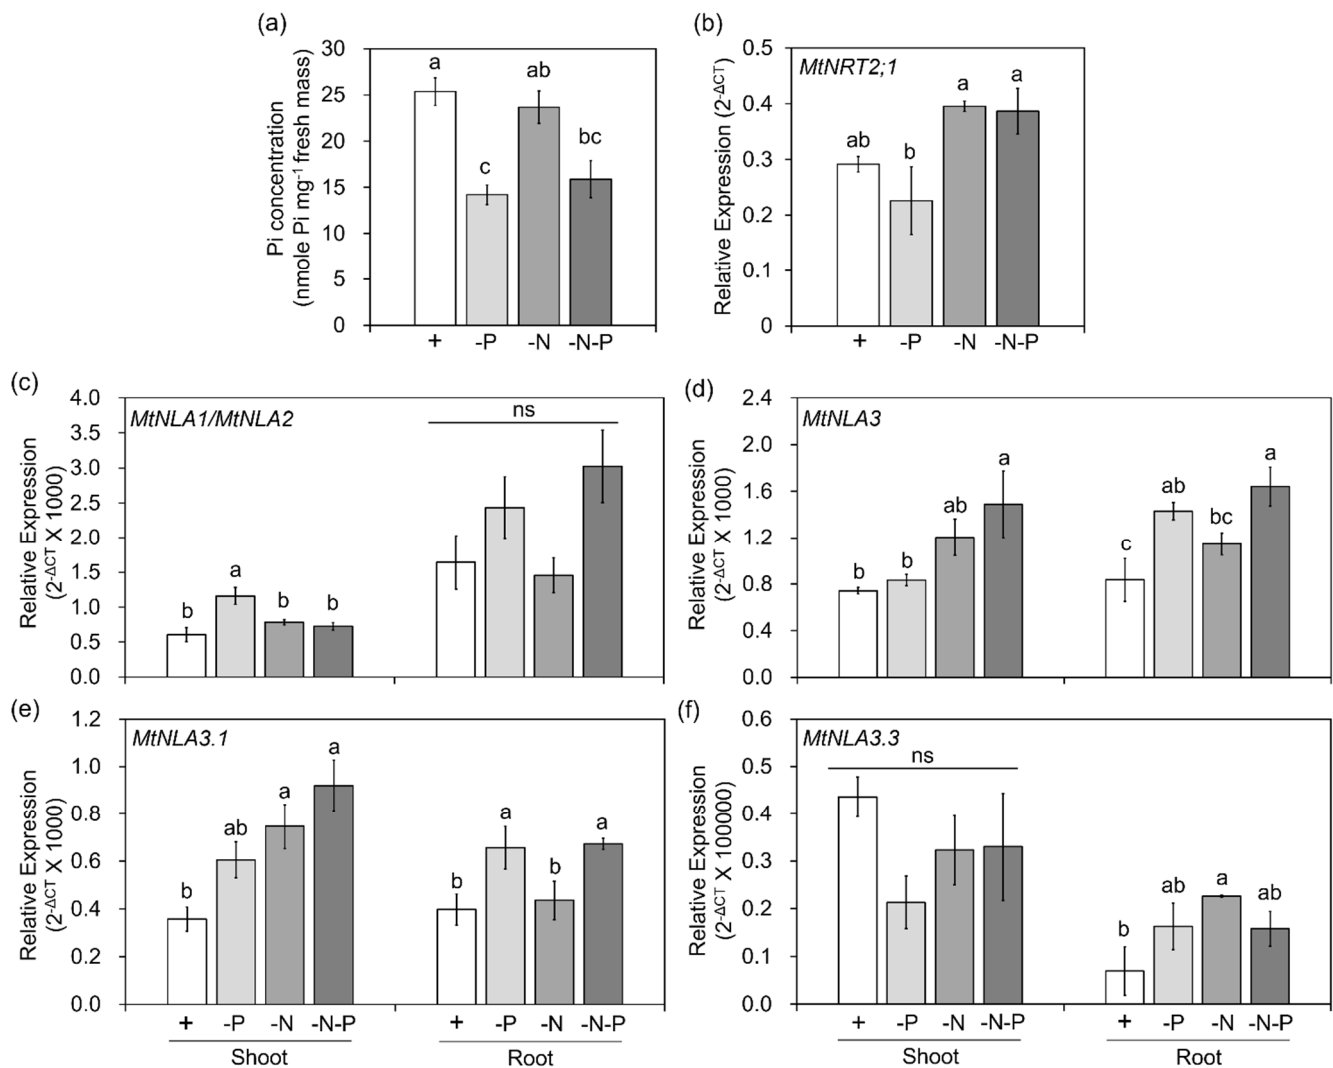 (a)
30
25
20
15
10
15
0
Pi concentration
(nmole Pi mg-1 fresh mass)
a
c
ab
bc
+ -P -N -N-P
(b)
MtNRT2;1
0.5
0.4
0.3
0.2
0.1
0
Relative Expression (2-ΔCT)
ab
b
a
a
+ -P -N -N-P
(c)
MtNLA1/MtNLA2
4.0
3.5
3.0
2.5
2.0
1.5
1.0
0.5
0.0
Relative Expression
(2-ΔCT X 1000)
b
a
b
b
ns
(d)
MtNLA3
2.4
2.0
1.6
1.2
0.8
0.4
0.0
Relative Expression
(2-ΔCT X 1000)
b
b
ab
a
c
ab
bc
a
(e)
MtNLA3.1
1.2
1.0
0.8
0.6
0.4
0.2
0.0
Relative Expression
(2-ΔCT X 1000)
b
ab
a
a
b
a
b
a
+ -P -N -N-P + -P -N -N-P
Shoot Root
(f)
MtNLA3.3
0.6
0.5
0.4
0.3
0.2
0.1
0.0
Relative Expression
(2-ΔCT X 100000)
ns
b
ab
a
ab
+ -P -N -N-P + -P -N -N-P
Shoot Root